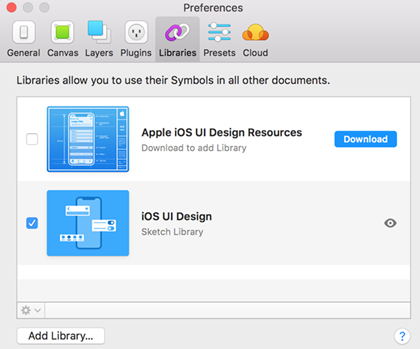 Preferences
General
Canvas
Layers
Plugins
Libraries
Presets
Cloud
Libraries allow you to use their Symbols in all other documents.
Apple iOS UI Design Resources
Download to add Library
Download
iOS UI Design
Sketch Library
Add Library...
?